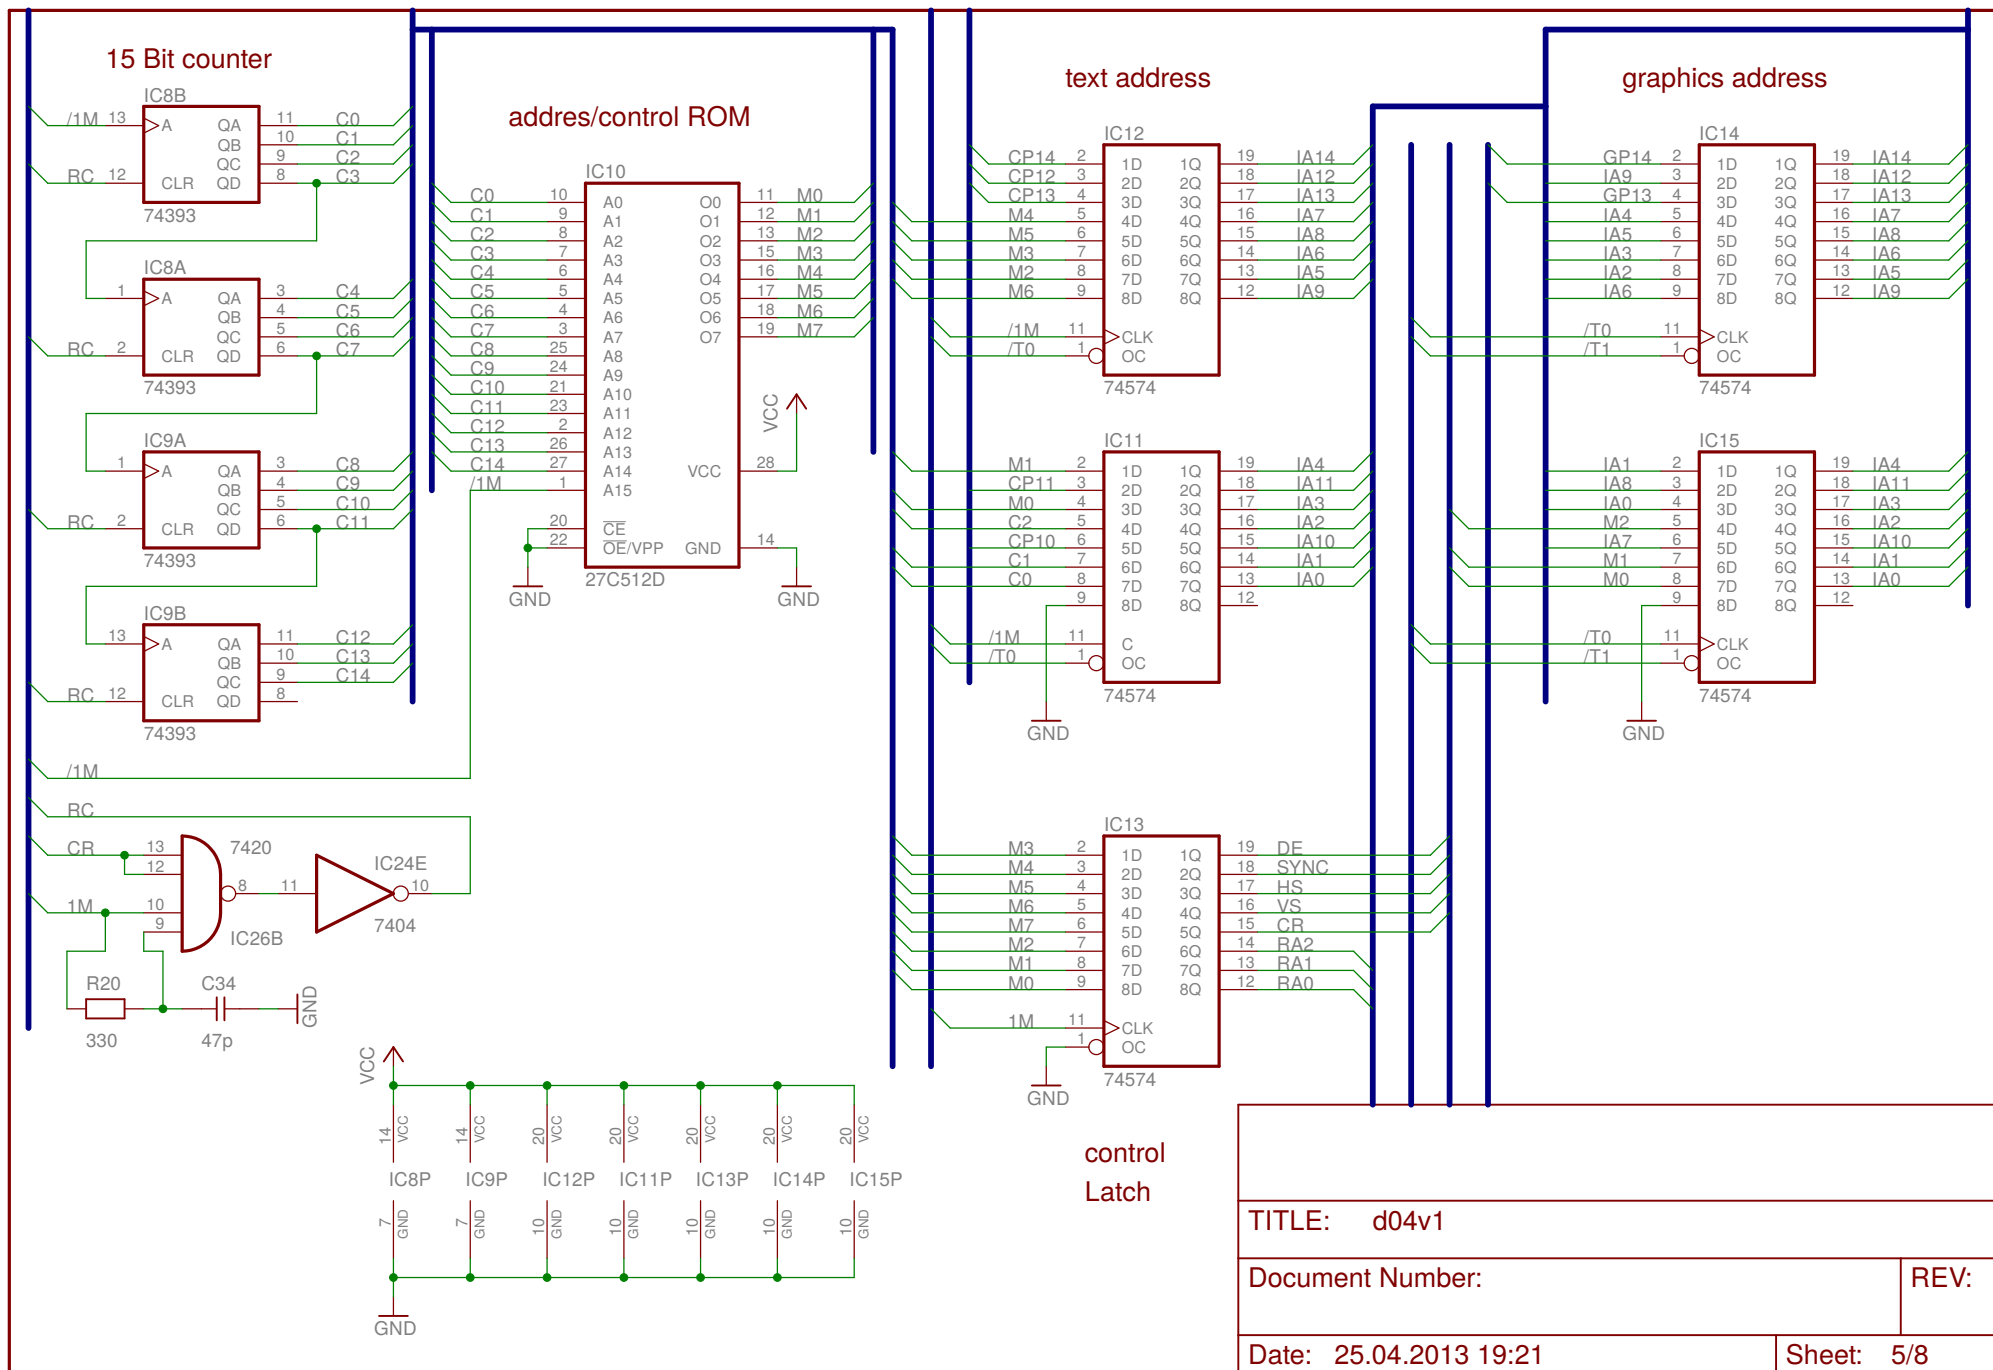 15 Bit counter
IC8B
/1M 13 A QA 11 C0
QB 10 C1
QC 9 C2
RC 12 CLR QD 8 C3
74393
IC8A
1 A QA 3 C4
QB 4 C5
QC 5 C6
RC 2 CLR QD 6 C7
74393
IC9A
1 A QA 3 C8
QB 4 C9
QC 5 C10
RC 2 CLR QD 6 C11
74393
IC9B
13 A QA 11 C12
QB 10 C13
QC 9 C14
RC 12 CLR QD 8
74393
/1M
RC
CR 13 7420
12
1M 10
9
8 IC26B
11 IC24E 10
7404
R20
330
C34
47p
GND
addres/control ROM
IC10
C0 10 A0 O0 11 M0
C1 9 A1 O1 12 M1
C2 8 A2 O2 13 M2
C3 7 A3 O3 15 M3
C4 6 A4 O4 16 M4
C5 5 A5 O5 17 M5
C6 4 A6 O6 18 M6
C7 3 A7 O7 19 M7
C8 25 A8
C9 24 A9
C10 21 A10
C11 23 A11
C12 2 A12
C13 26 A13
C14 27 A14 VCC 28 VCC
/1M 1 A15
20 CE
22 OE/VPP GND 14
27C512D
GND
GND
VCC
14 VCC 14 VCC 20 VCC 20 VCC 20 VCC 20 VCC 20 VCC
IC8P IC9P IC12P IC11P IC13P IC14P IC15P
7 GND 7 GND 10 GND 10 GND 10 GND 10 GND 10 GND
GND
text address
IC12
CP14 2 1D 1Q 19 IA14
CP12 3 2D 2Q 18 IA12
CP13 4 3D 3Q 17 IA13
M4 5 4D 4Q 16 IA7
M5 6 5D 5Q 15 IA8
M3 7 6D 6Q 14 IA6
M2 8 7D 7Q 13 IA5
M6 9 8D 8Q 12 IA9
/1M 11 CLK
/T0 1 OC
74574
IC11
M1 2 1D 1Q 19 IA4
CP11 3 2D 2Q 18 IA11
M0 4 3D 3Q 17 IA3
C2 5 4D 4Q 16 IA2
CP10 6 5D 5Q 15 IA10
C1 7 6D 6Q 14 IA1
C0 8 7D 7Q 13 IA0
9 8D 8Q 12
/1M 11 C
/T0 1 OC
74574
GND
IC13
M3 2 1D 1Q 19 DE
M4 3 2D 2Q 18 SYNC
M5 4 3D 3Q 17 HS
M6 5 4D 4Q 16 VS
M7 6 5D 5Q 15 CR
M2 7 6D 6Q 14 RA2
M1 8 7D 7Q 13 RA1
M0 9 8D 8Q 12 RA0
1M 11 CLK
1 OC
74574
GND
control
Latch
graphics address
IC14
GP14 2 1D 1Q 19 IA14
IA9 3 2D 2Q 18 IA12
GP13 4 3D 3Q 17 IA13
IA4 5 4D 4Q 16 IA7
IA5 6 5D 5Q 15 IA8
IA3 7 6D 6Q 14 IA6
IA2 8 7D 7Q 13 IA5
IA6 9 8D 8Q 12 IA9
/T0 11 CLK
/T1 1 OC
74574
IC15
IA1 2 1D 1Q 19 IA4
IA8 3 2D 2Q 18 IA11
IA0 4 3D 3Q 17 IA3
M2 5 4D 4Q 16 IA2
IA7 6 5D 5Q 15 IA10
M1 7 6D 6Q 14 IA1
M0 8 7D 7Q 13 IA0
9 8D 8Q 12
/T0 11 CLK
/T1 1 OC
74574
GND
TITLE: d04v1
Document Number:
REV:
Date: 25.04.2013 19:21
Sheet: 5/8